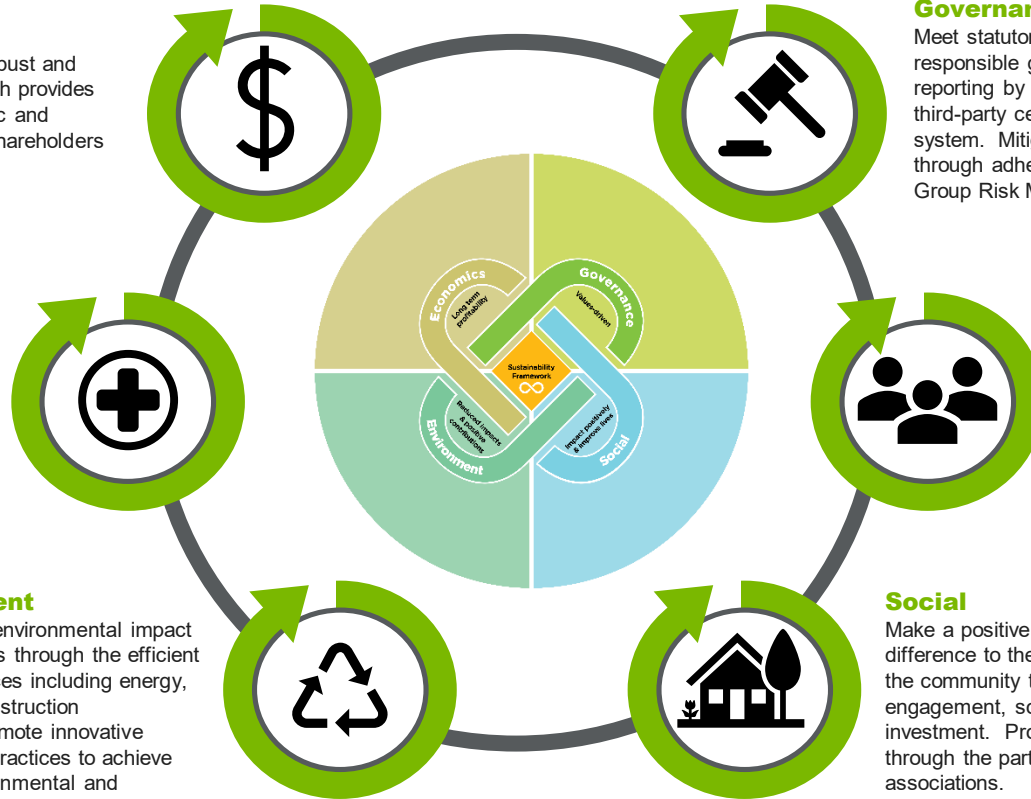 bust and
h provides
c and
hareholders
Governan
Meet statutor
responsible g
reporting by
third-party ce
system. Miti
through adhe
Group Risk M
Economics
Long term
profitability
Governance
Values-driven
Sustainability
Framework
Environment
Reduced impacts
& positive
contributions
Social
Impact positively
& improve lives
ent
environmental impact
s through the efficient
ses including energy,
struction
mote innovative
ractices to achieve
nmental and
Social
Make a positive
difference to the
the community t
engagement, so
investment. Pro
through the part
associations.